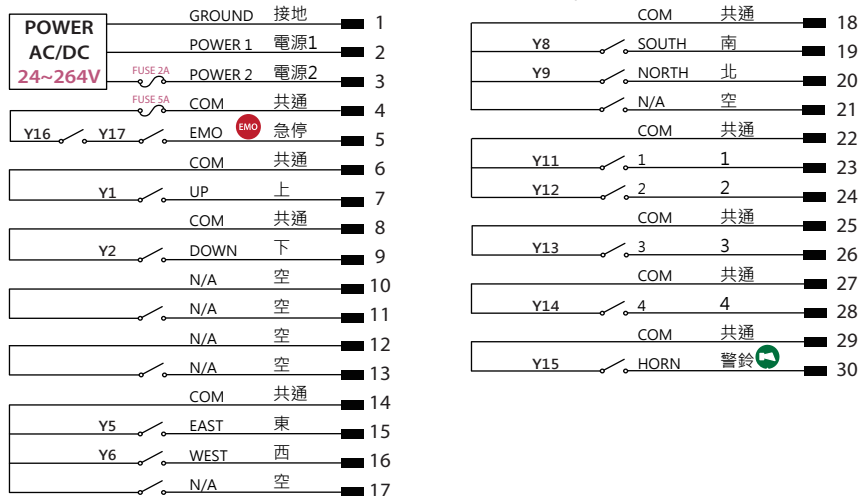 POWER
AC/DC
24~264V
GROUND 接地 1
POWER 1 電源1 2
FUSE 2A POWER 2 電源2 3
FUSE 5A COM 共通 4
Y16 Y17 EMO EMO 急停 5
COM 共通 6
Y1 UP 上 7
COM 共通 8
Y2 DOWN 下 9
N/A 空 10
N/A 空 11
N/A 空 12
N/A 空 13
COM 共通 14
Y5 EAST 東 15
Y6 WEST 西 16
N/A 空 17
COM 共通 18
Y8 SOUTH 南 19
Y9 NORTH 北 20
N/A 空 21
COM 共通 22
Y11 1 1 23
Y12 2 2 24
COM 共通 25
Y13 3 3 26
COM 共通 27
Y14 4 4 28
COM 共通 29
Y15 HORN 警鈴 30